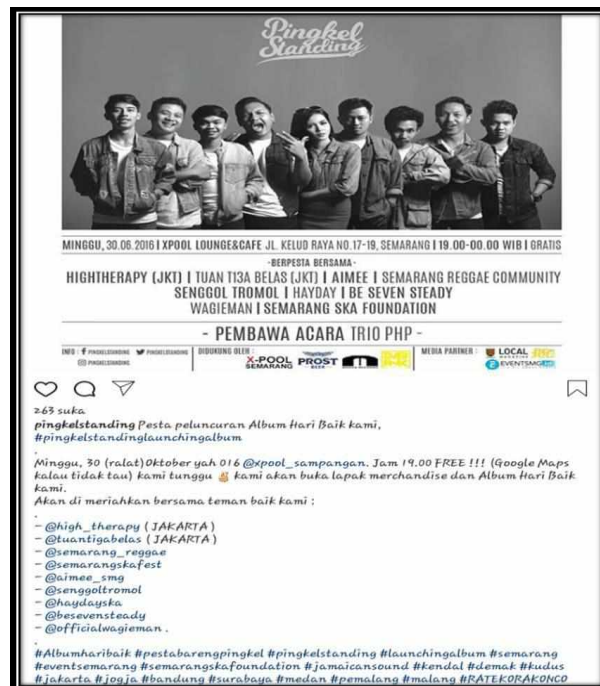 Pingkel
Standing
MINGGU, 30.06.2016 | XPOOL LOUNGE&CAFE JL. KELUD RAYA NO.17-19, SEMARANG | 19.00-00.00 WIB | GRATIS
-BERPESTA BERSAMA-
HIGHTHERAPY (JKT) | TUAN T13A BELAS (JKT) | AIMEE | SEMARANG REGGAE COMMUNITY
SENGGOL TROMOL | HAYDAY | BE SEVEN STEADY
WAGIEMAN | SEMARANG SKA FOUNDATION
- PEMBAWA ACARA TRIO PHP -
INFO : PINGKELSTANDING PINGKELSTANDING DIDUKUNG OLEH : MEDIA PARTNER : LOCAL
PINGKELSTANDING X-POOL SEMARANG PROST BEER EVENTSMG
263 suka
pingkelstanding Pesta peluncuran Album Hari Baik kami,
#pingkelstandinglaunchingalbum
.
Minggu, 30 (ralat)Oktober yah 016 @xpool_sampangan. Jam 19.00 FREE !!! (Google Maps
kalau tidak tau) kami tunggu ✌ kami akan buka lapak merchandise dan Album Hari Baik
kami.
Akan di meriahkan bersama teman baik kami :
.
- @high_therapy ( JAKARTA )
- @tuantigabelas ( JAKARTA )
- @semarang_reggae
- @semarangskafest
- @aimee_smg
- @senggoltromol
- @haydayska
- @besevensteady
- @officialwagieman .
.
#Albumharibaik #pestabarengpingkel #pingkelstanding #launchingalbum #semarang
#eventsemarang #semarangskafoundation #jamaicansound #kendal #demak #kudus
#jakarta #jogja #bandung #surabaya #medan #pemalang #malang #RATEKORAKONCO